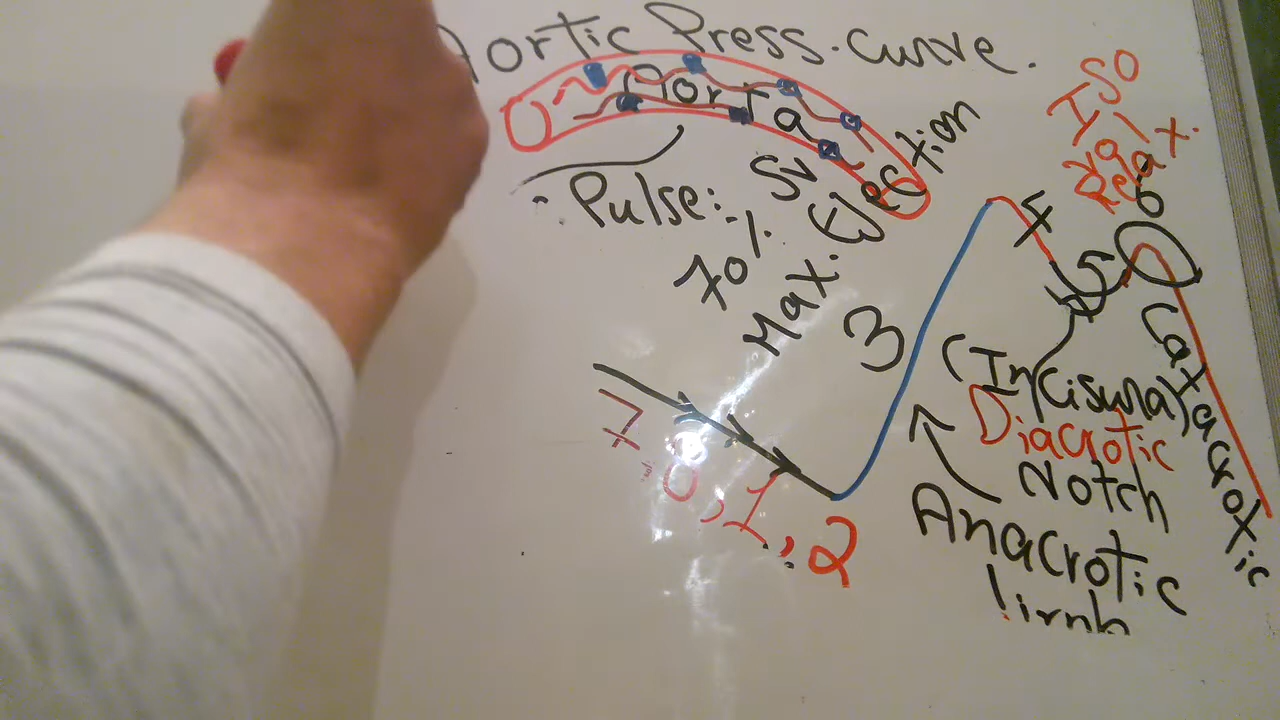 Aortic Press. Curve.
Aorta
Pulse:
70% SV
Max. Ejection
3
4
5
6
Iso
Vol
Relax.
(Incisura)
Diacrotic
Notch
Anacrotic
limb
Catacrotic
7, 8, 1, 2